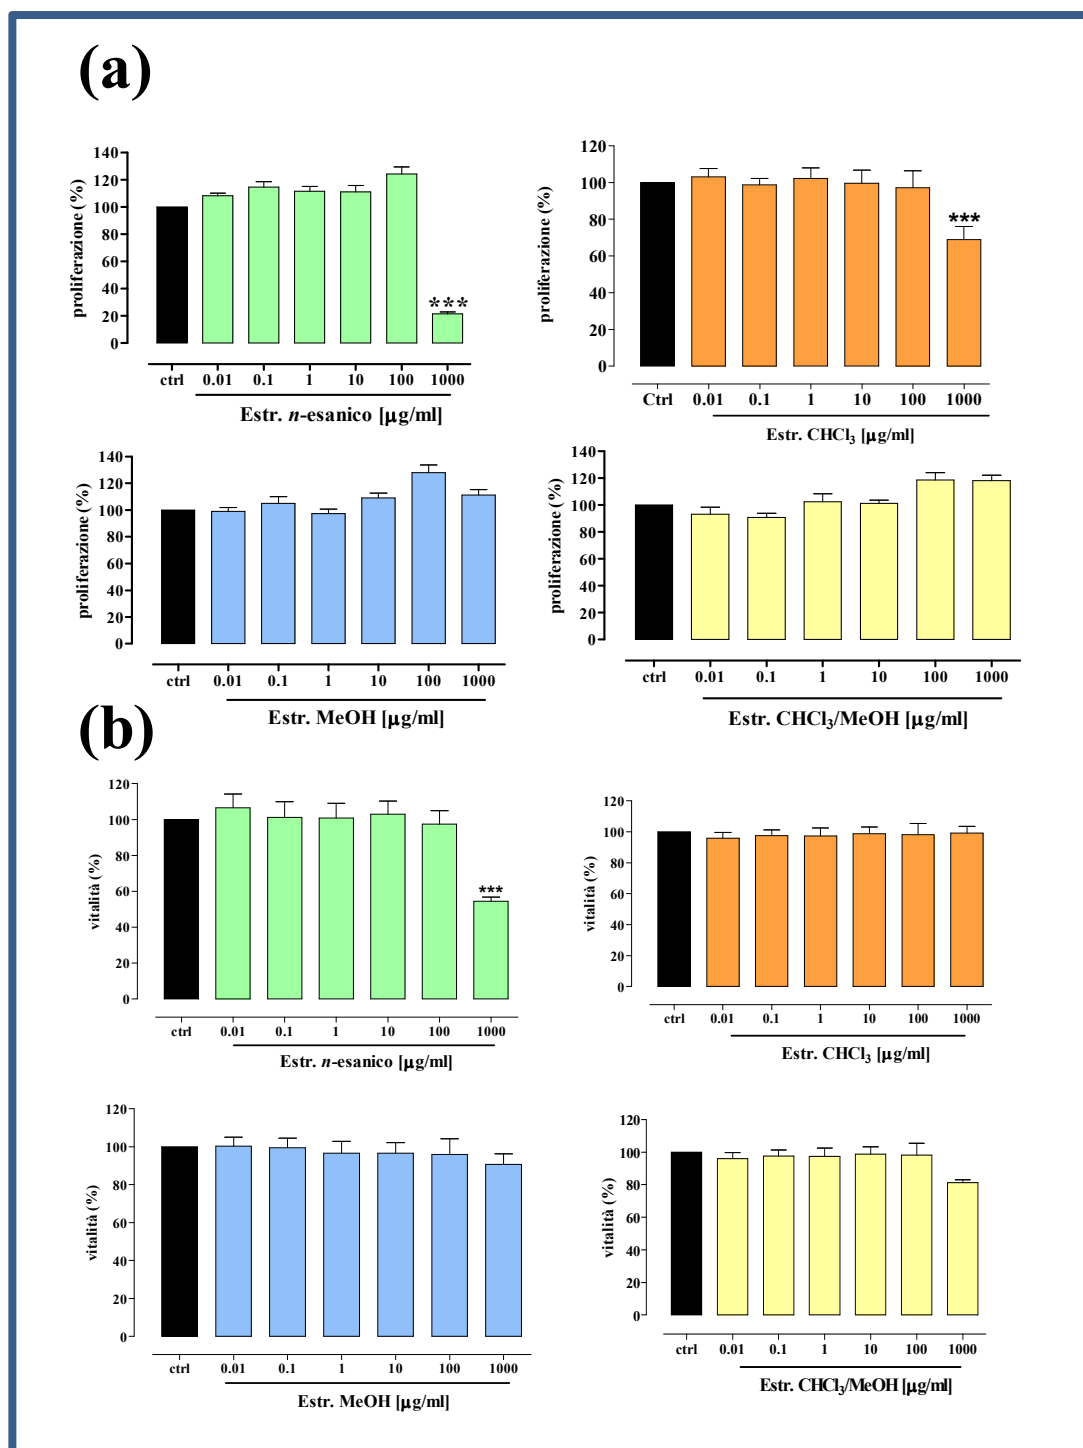 (a)
proliferazione (%)
140
120
100
80
60
40
20
0
***
ctrl 0.01 0.1 1 10 100 1000
Estr. n-esanico [μg/ml]
proliferazione (%)
120
100
80
60
40
20
0
***
Ctrl 0.01 0.1 1 10 100 1000
Estr. CHCl₃ [μg/ml]
proliferazione (%)
140
120
100
80
60
40
20
0
ctrl 0.01 0.1 1 10 100 1000
Estr. MeOH [μg/ml]
proliferazione (%)
140
120
100
80
60
40
20
0
ctrl 0.01 0.1 1 10 100 1000
Estr. CHCl₃/MeOH [μg/ml]
(b)
vitalità (%)
120
100
80
60
40
20
0
***
ctrl 0.01 0.1 1 10 100 1000
Estr. n-esanico [μg/ml]
vitalità (%)
120
100
80
60
40
20
0
ctrl 0.01 0.1 1 10 100 1000
Estr. CHCl₃ [μg/ml]
vitalità (%)
120
100
80
60
40
20
0
ctrl 0.01 0.1 1 10 100 1000
Estr. MeOH [μg/ml]
vitalità (%)
120
100
80
60
40
20
0
ctrl 0.01 0.1 1 10 100 1000
Estr. CHCl₃/MeOH [μg/ml]